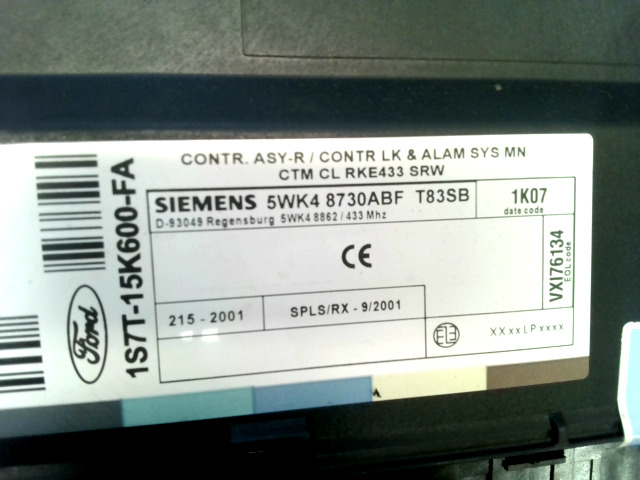 CONTR. ASY-R / CONTR LK & ALAM SYS MN
CTM CL RKE433 SRW
SIEMENS 5WK4 8730ABF T83SB
D-93049 Regensburg 5WK4 8862 / 433 Mhz
1K07
date code
VXI76134
EOL code
CE
215 - 2001
SPLS/RX - 9/2001
XXxxLPxxxx
Ford
1S7T-15K600-FA
A